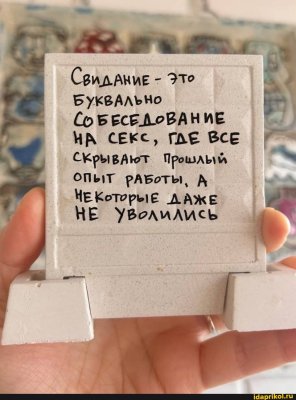 Свидание - это
буквально
собеседование
на секс, где все
скрывают прошлый
опыт работы, а
некоторые даже
не уволились
idaprikol.ru